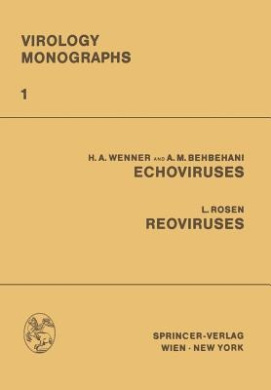 VIROLOGY
MONOGRAPHS
1
H. A. WENNER AND A. M. BEHBEHANI
ECHOVIRUSES
L. ROSEN
REOVIRUSES
SPRINGER-VERLAG
WIEN - NEW YORK